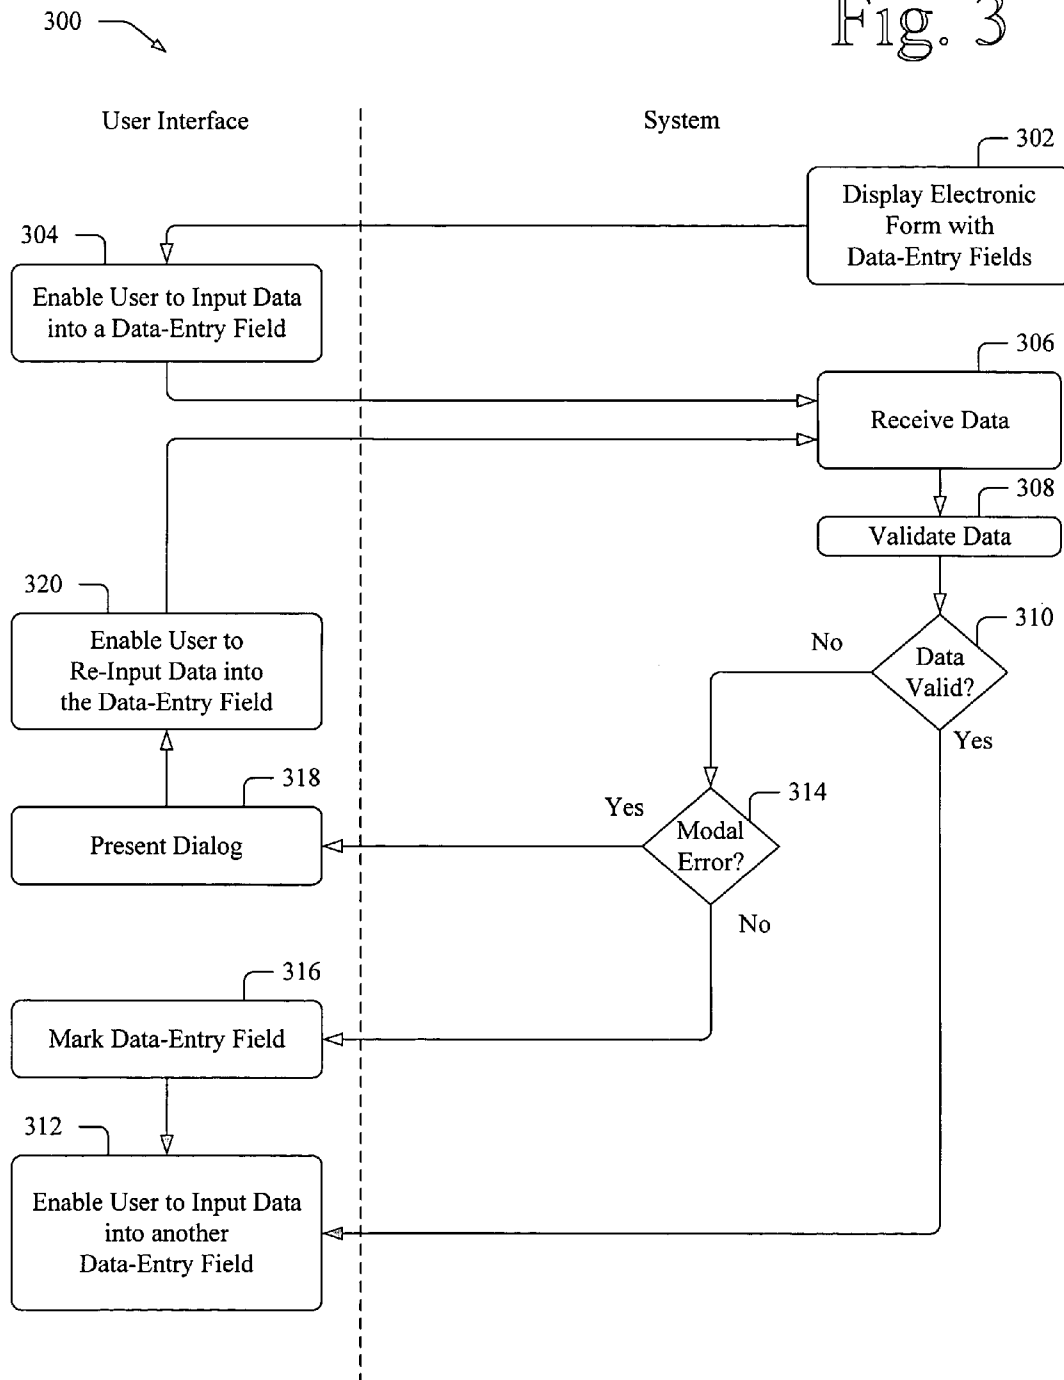 300
Fig. 3
User Interface
System
302
Display Electronic
Form with
Data-Entry Fields
304
Enable User to Input Data
into a Data-Entry Field
306
Receive Data
308
Validate Data
310
Data
Valid?
No
Yes
320
Enable User to
Re-Input Data into
the Data-Entry Field
318
Present Dialog
314
Modal
Error?
Yes
No
316
Mark Data-Entry Field
312
Enable User to Input Data
into another
Data-Entry Field